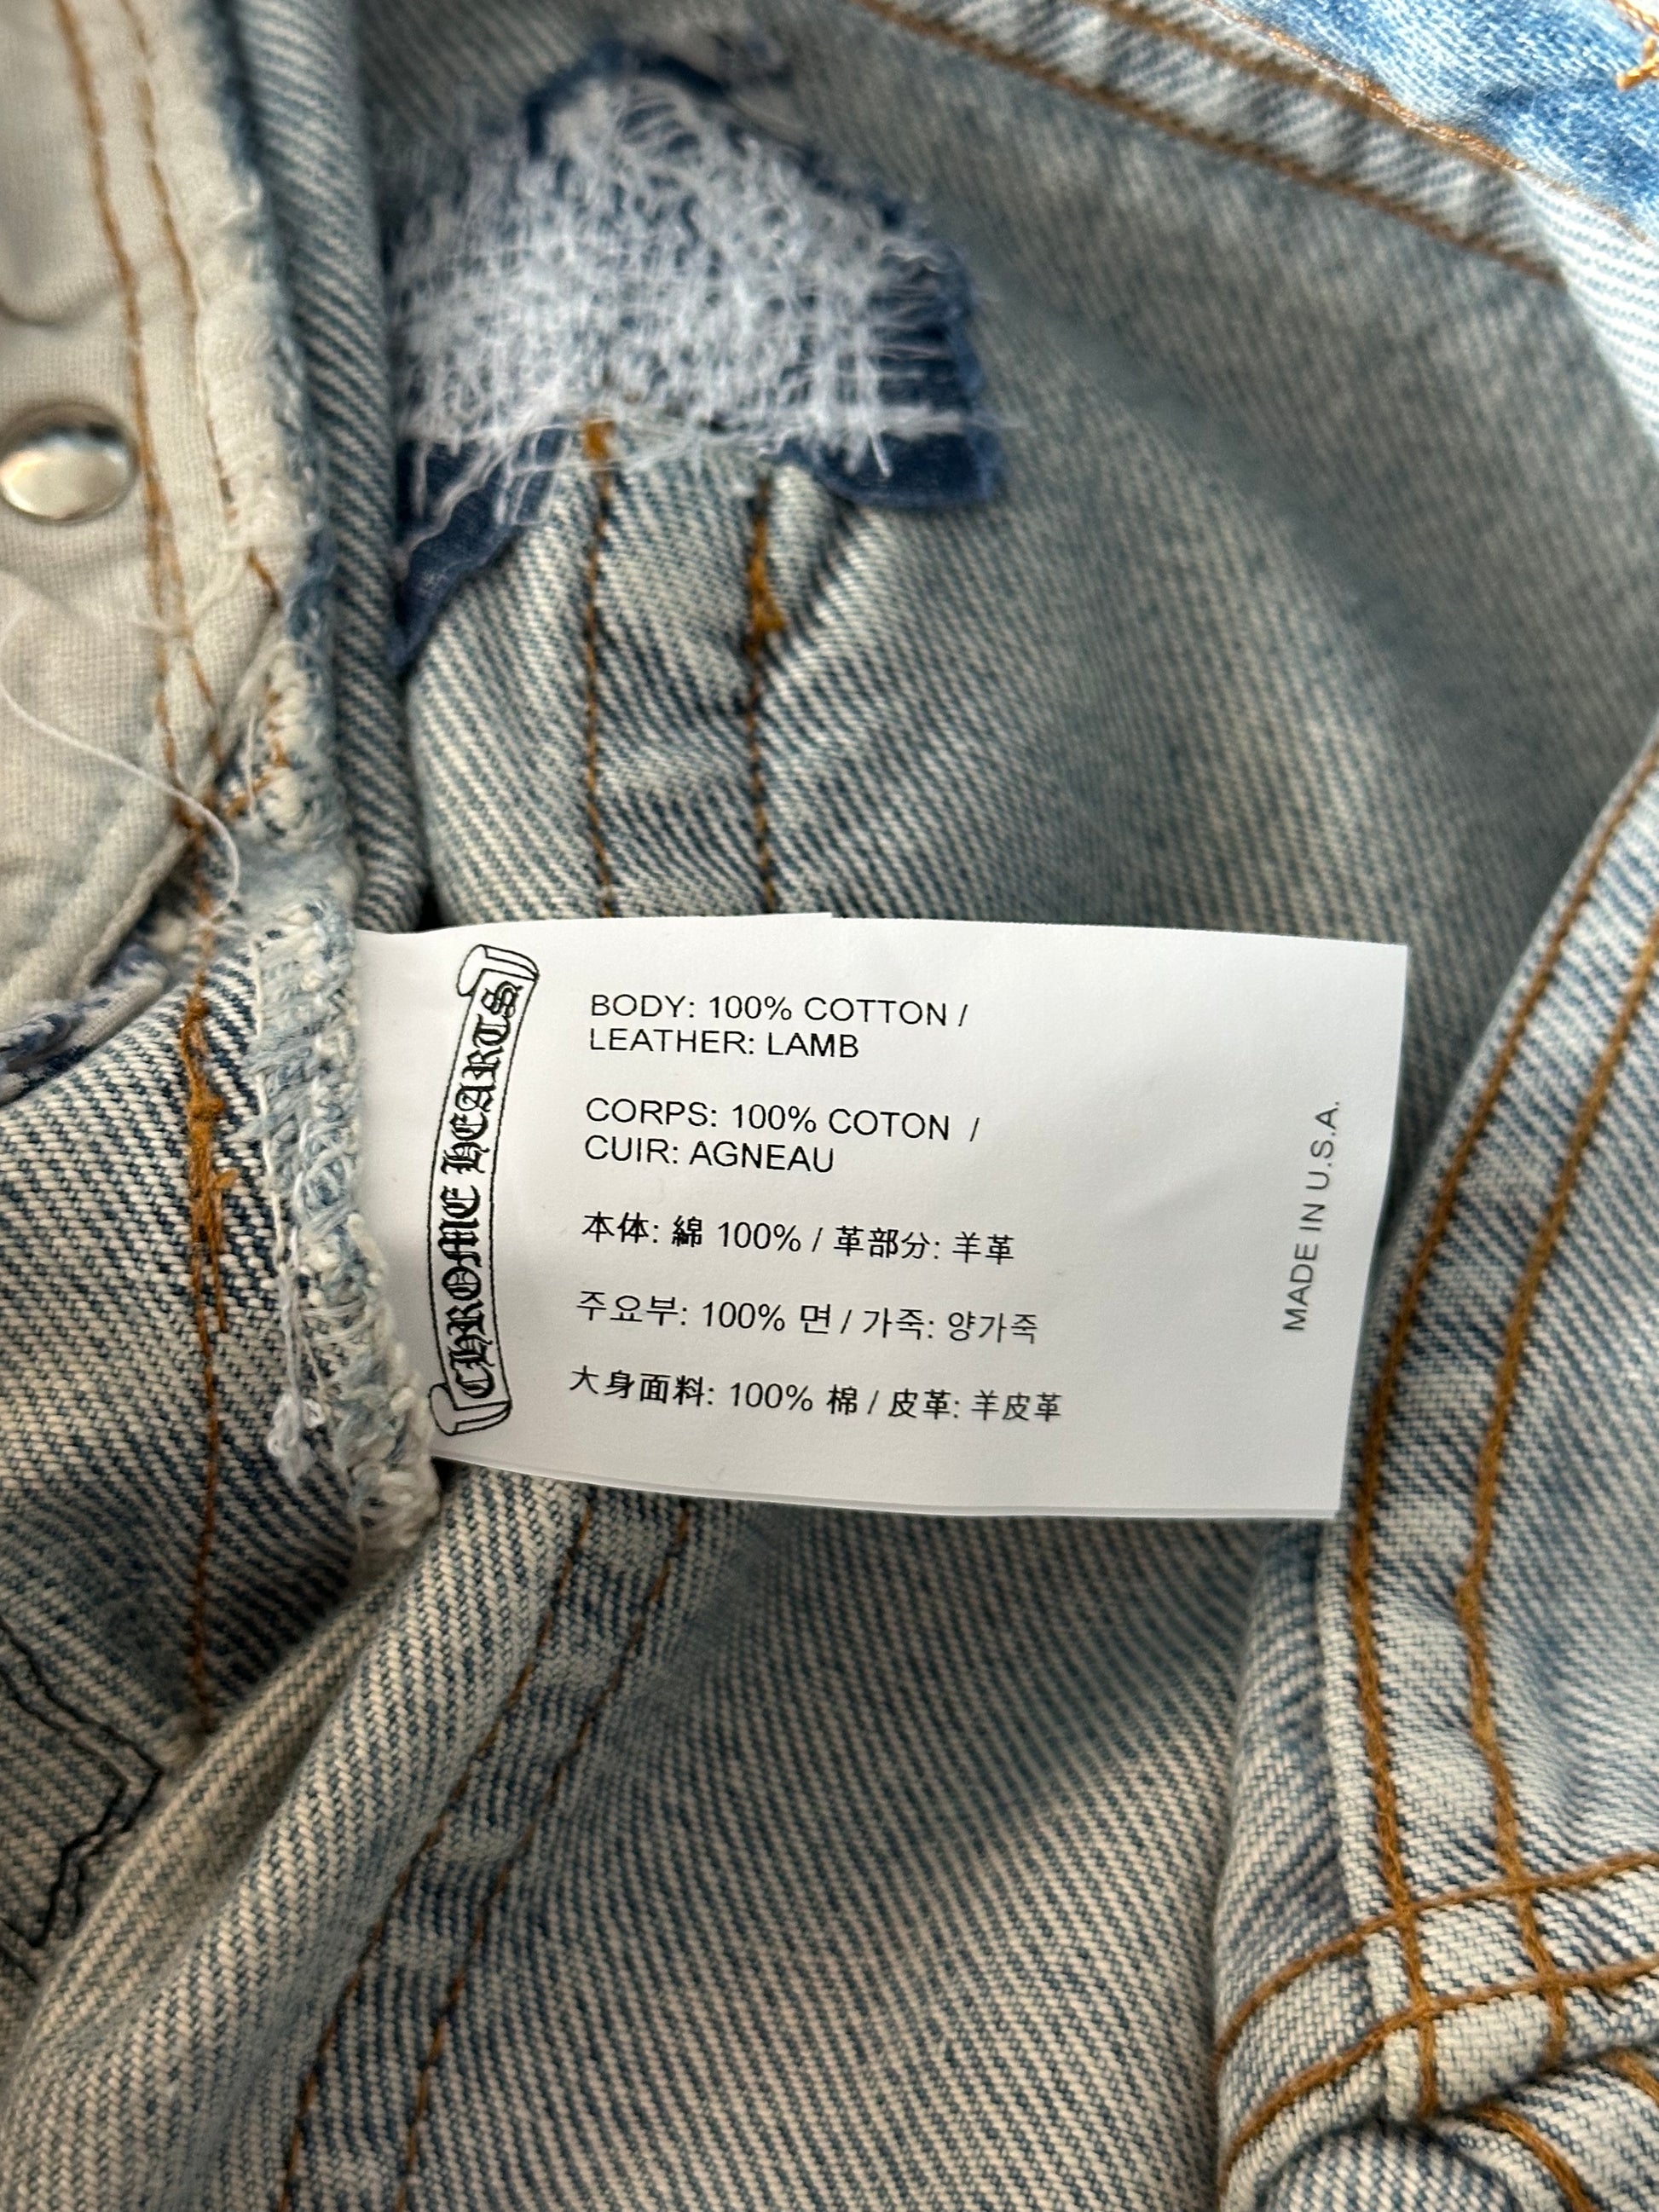 CHROME HEARTS
BODY: 100% COTTON /
LEATHER: LAMB
CORPS: 100% COTON /
CUIR: AGNEAU
本体: 綿 100% / 革部分: 羊革
주요부: 100% 면 / 가죽: 양가죽
大身面料: 100% 棉 / 皮革: 羊皮革
MADE IN U.S.A.